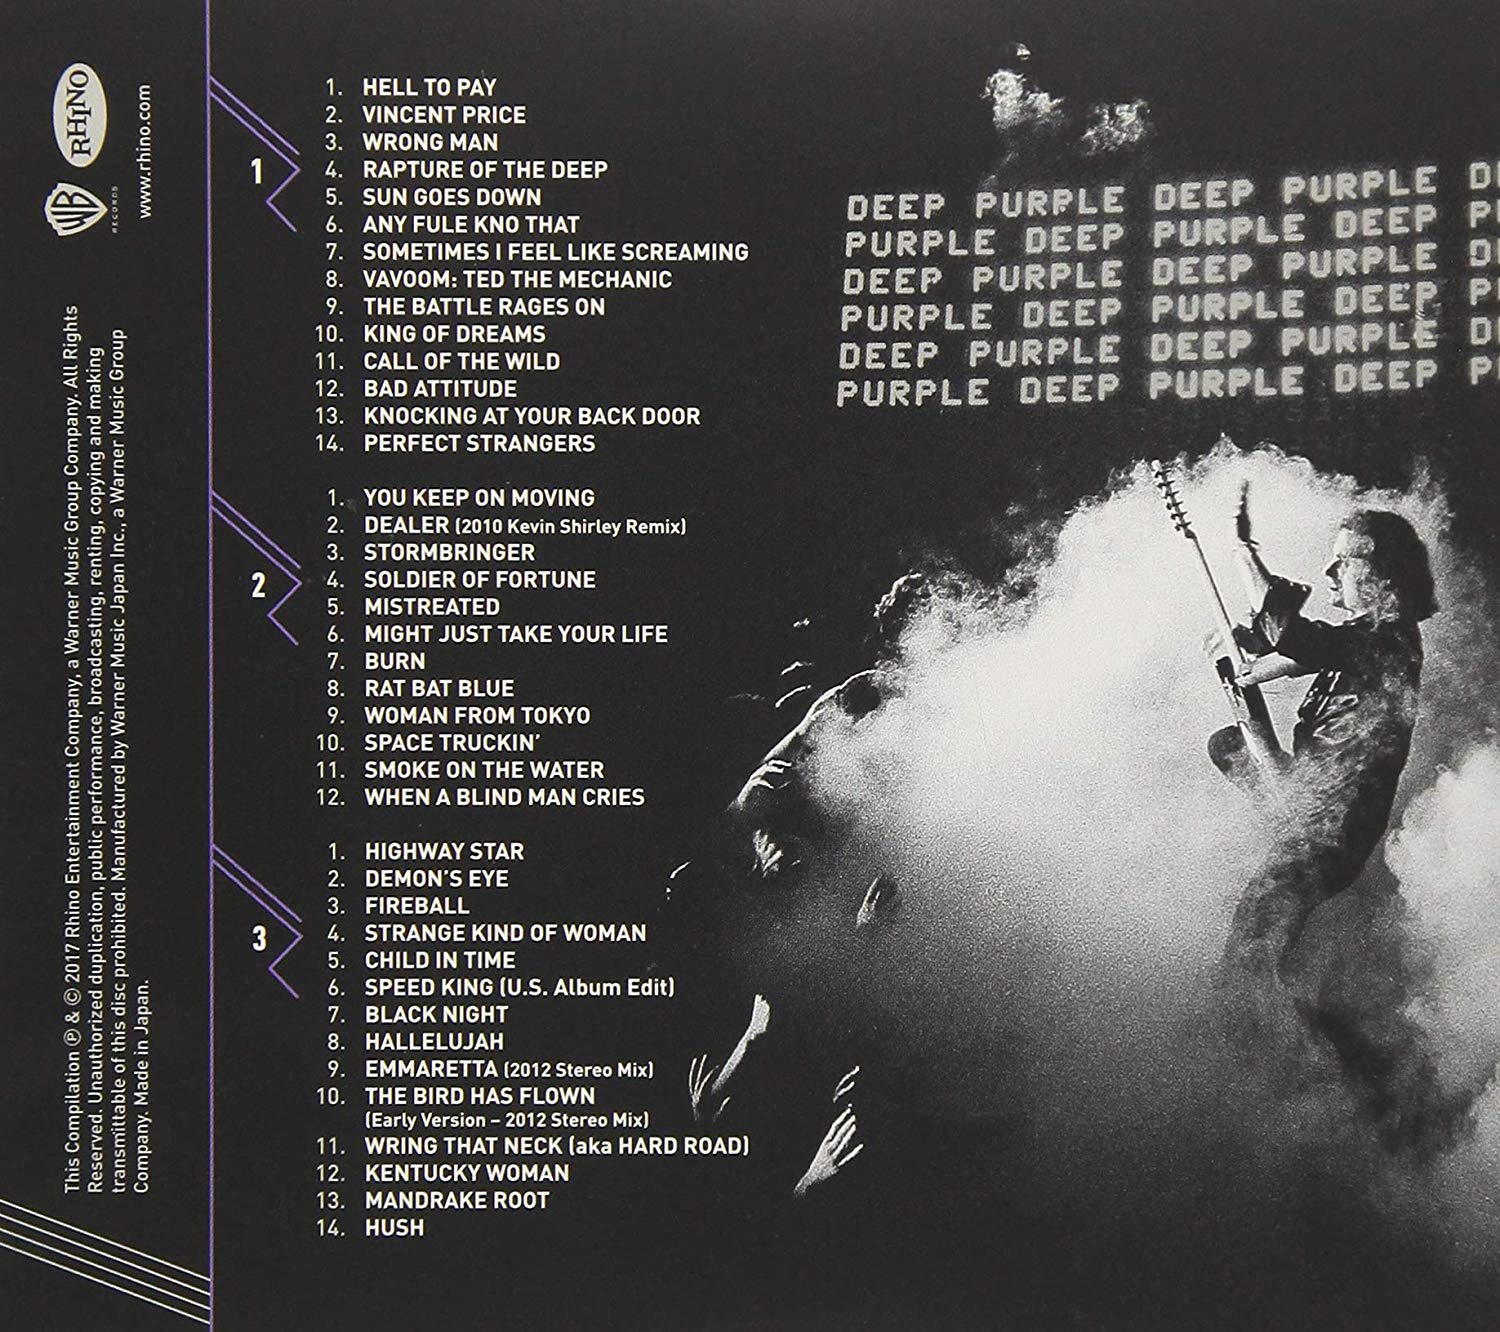 RHINO
WB
RECORDS
www.rhino.com
This Compilation ℗ & © 2017 Rhino Entertainment Company, a Warner Music Group Company. All Rights
Reserved. Unauthorized duplication, public performance, broadcasting, renting, copying and making
transmittable of this disc prohibited. Manufactured by Warner Music Japan Inc., a Warner Music Group
Company. Made in Japan.
1
1. HELL TO PAY
2. VINCENT PRICE
3. WRONG MAN
4. RAPTURE OF THE DEEP
5. SUN GOES DOWN
6. ANY FULE KNO THAT
7. SOMETIMES I FEEL LIKE SCREAMING
8. VAVOOM: TED THE MECHANIC
9. THE BATTLE RAGES ON
10. KING OF DREAMS
11. CALL OF THE WILD
12. BAD ATTITUDE
13. KNOCKING AT YOUR BACK DOOR
14. PERFECT STRANGERS
2
1. YOU KEEP ON MOVING
2. DEALER (2010 Kevin Shirley Remix)
3. STORMBRINGER
4. SOLDIER OF FORTUNE
5. MISTREATED
6. MIGHT JUST TAKE YOUR LIFE
7. BURN
8. RAT BAT BLUE
9. WOMAN FROM TOKYO
10. SPACE TRUCKIN'
11. SMOKE ON THE WATER
12. WHEN A BLIND MAN CRIES
3
1. HIGHWAY STAR
2. DEMON'S EYE
3. FIREBALL
4. STRANGE KIND OF WOMAN
5. CHILD IN TIME
6. SPEED KING (U.S. Album Edit)
7. BLACK NIGHT
8. HALLELUJAH
9. EMMARETTA (2012 Stereo Mix)
10. THE BIRD HAS FLOWN
(Early Version – 2012 Stereo Mix)
11. WRING THAT NECK (aka HARD ROAD)
12. KENTUCKY WOMAN
13. MANDRAKE ROOT
14. HUSH
DEEP PURPLE DEEP PURPLE D
PURPLE DEEP PURPLE DEEP P
DEEP PURPLE DEEP PURPLE D
PURPLE DEEP PURPLE DEEP P
DEEP PURPLE DEEP PURPLE D
PURPLE DEEP PURPLE DEEP P